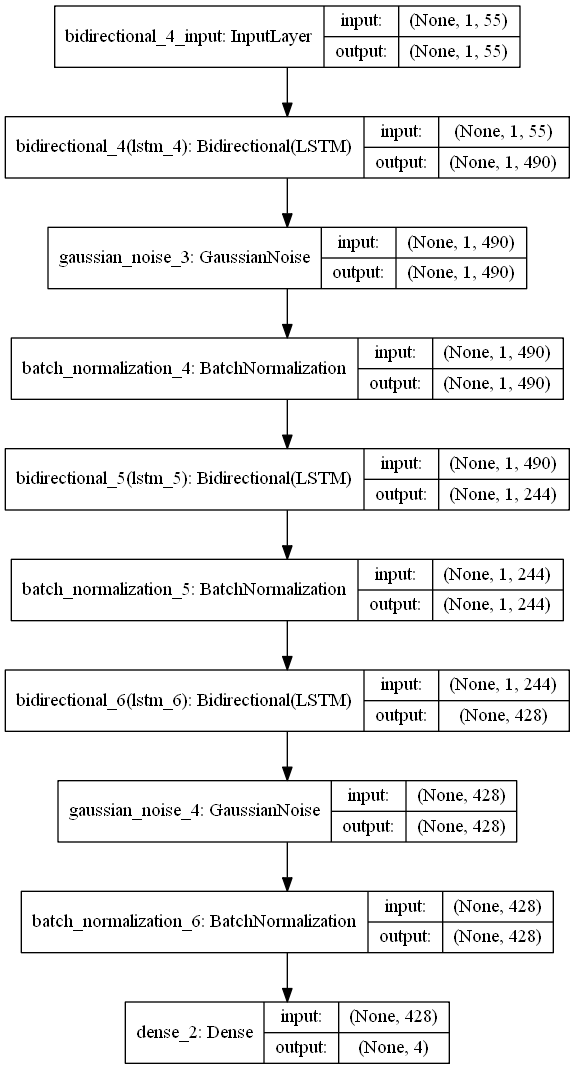 bidirectional_4_input: InputLayer
input: (None, 1, 55)
output: (None, 1, 55)
bidirectional_4(lstm_4): Bidirectional(LSTM)
input: (None, 1, 55)
output: (None, 1, 490)
gaussian_noise_3: GaussianNoise
input: (None, 1, 490)
output: (None, 1, 490)
batch_normalization_4: BatchNormalization
input: (None, 1, 490)
output: (None, 1, 490)
bidirectional_5(lstm_5): Bidirectional(LSTM)
input: (None, 1, 490)
output: (None, 1, 244)
batch_normalization_5: BatchNormalization
input: (None, 1, 244)
output: (None, 1, 244)
bidirectional_6(lstm_6): Bidirectional(LSTM)
input: (None, 1, 244)
output: (None, 428)
gaussian_noise_4: GaussianNoise
input: (None, 428)
output: (None, 428)
batch_normalization_6: BatchNormalization
input: (None, 428)
output: (None, 428)
dense_2: Dense
input: (None, 428)
output: (None, 4)